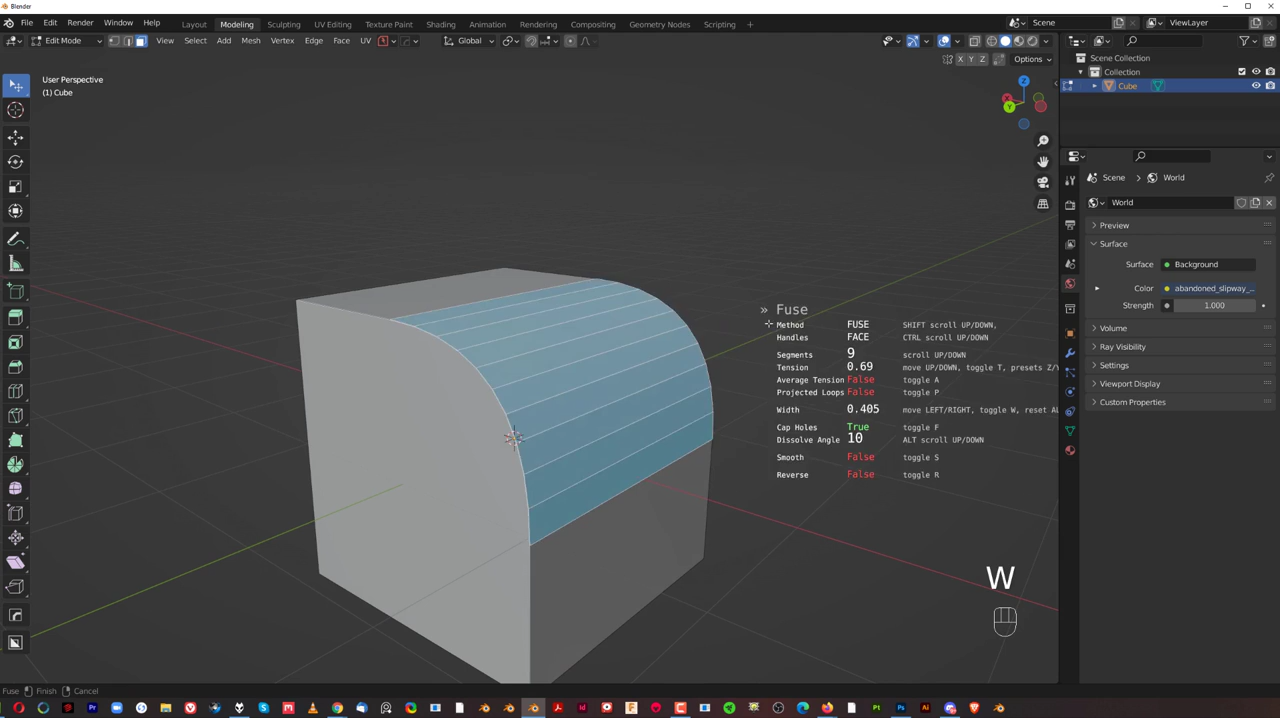 Blender
File Edit Render Window Help
Layout Modeling Sculpting UV Editing Texture Paint Shading Animation Rendering Compositing Geometry Nodes Scripting
Scene
ViewLayer
Edit Mode
View Select Add Mesh Vertex Edge Face UV
Global
X Y Z
Options
User Perspective
(1) Cube
Z
X
Y
Scene Collection
Collection
Cube
Scene > World
World
Preview
Surface
Surface Background
Color abandoned_slipway_...
Strength 1.000
Volume
Ray Visibility
Settings
Viewport Display
Custom Properties
» Fuse
Method FUSE SHIFT scroll UP/DOWN,
Handles FACE CTRL scroll UP/DOWN
Segments 9 scroll UP/DOWN
Tension 0.69 move UP/DOWN, toggle T, presets Z/Y
Average Tension False toggle A
Projected Loops False toggle P
Width 0.405 move LEFT/RIGHT, toggle W, reset AL
Cap Holes True toggle F
Dissolve Angle 10 ALT scroll UP/DOWN
Smooth False toggle S
Reverse False toggle R
W
Fuse Finish Cancel